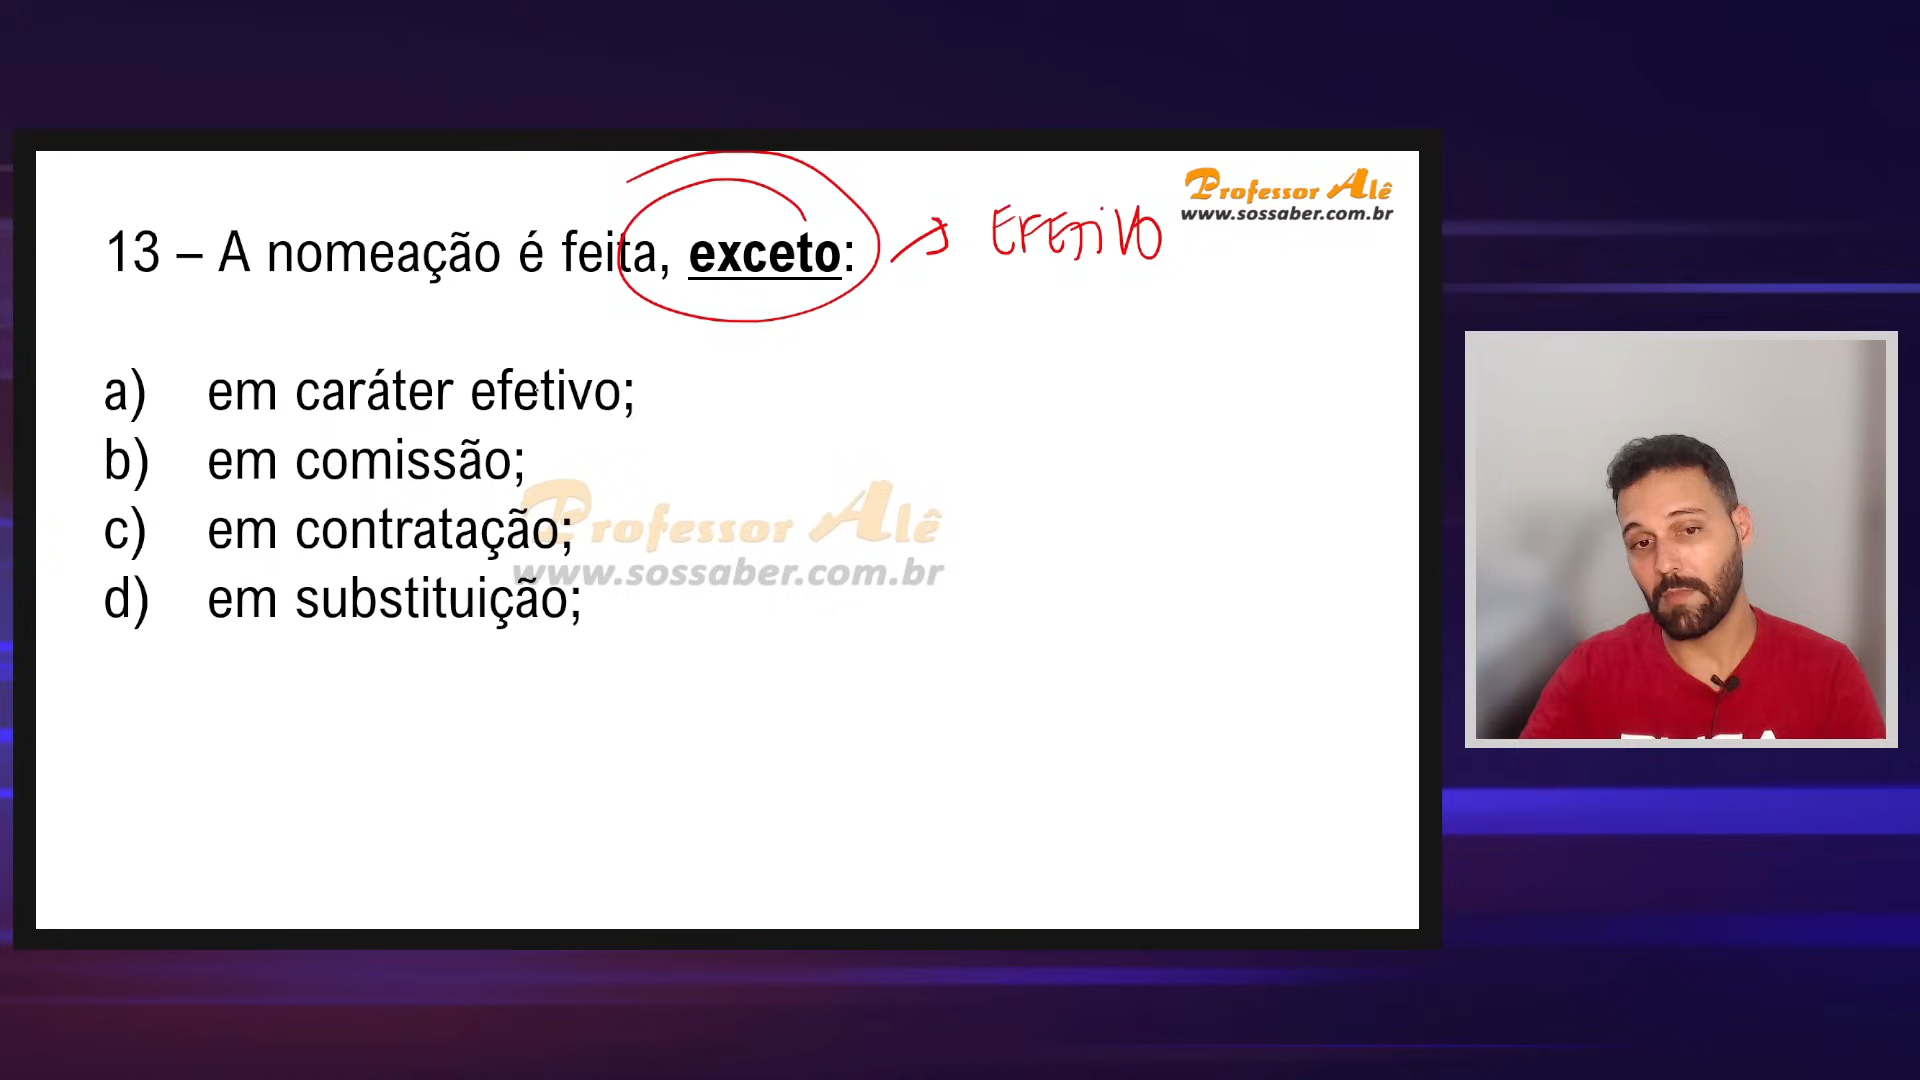 Professor Alê
www.sossaber.com.br
13 – A nomeação é feita, exceto:
EFETIVO
a) em caráter efetivo;
b) em comissão;
c) em contratação;
d) em substituição;
Professor Alê
www.sossaber.com.br